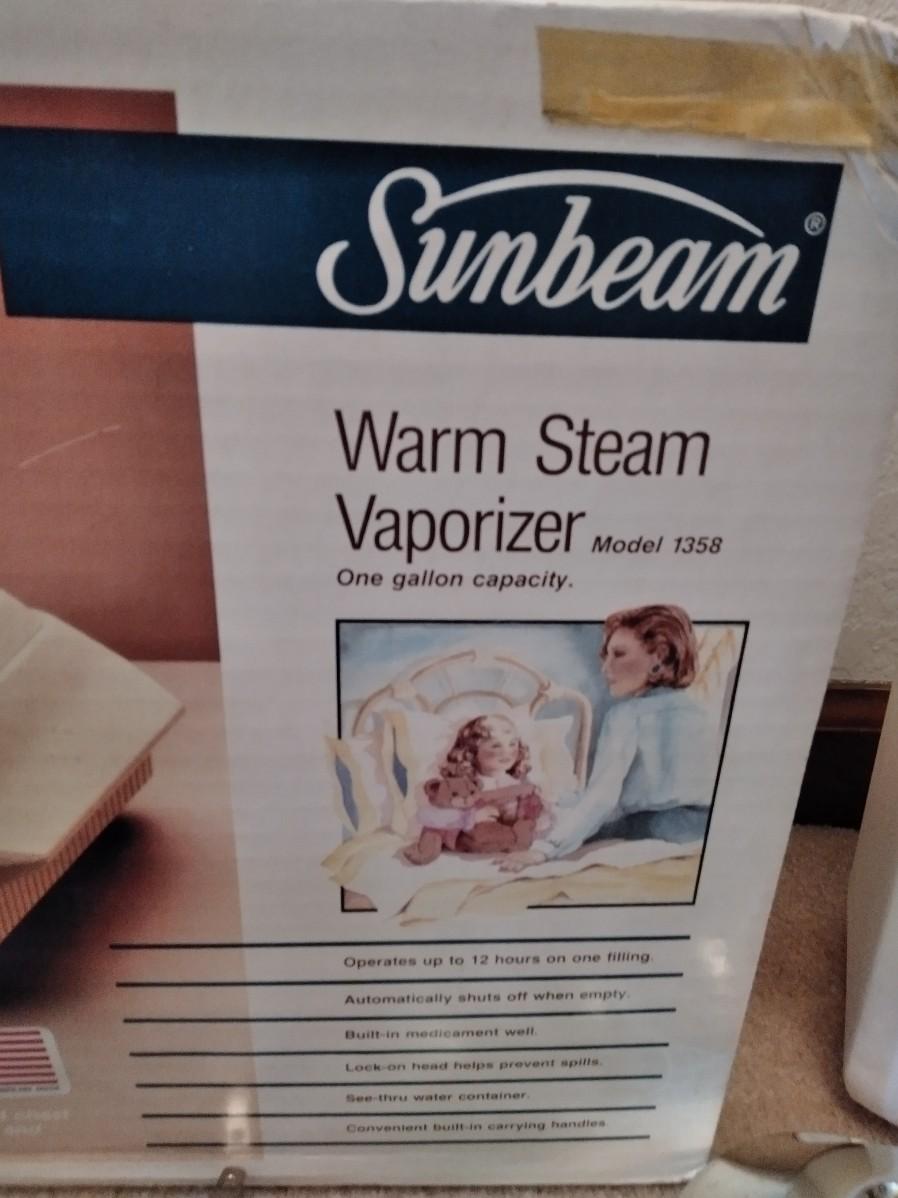 Sunbeam®
Warm Steam
Vaporizer Model 1358
One gallon capacity.
Operates up to 12 hours on one filling.
Automatically shuts off when empty.
Built-in medicament well.
Lock-on head helps prevent spills.
See-thru water container.
Convenient built-in carrying handles.
chest
and